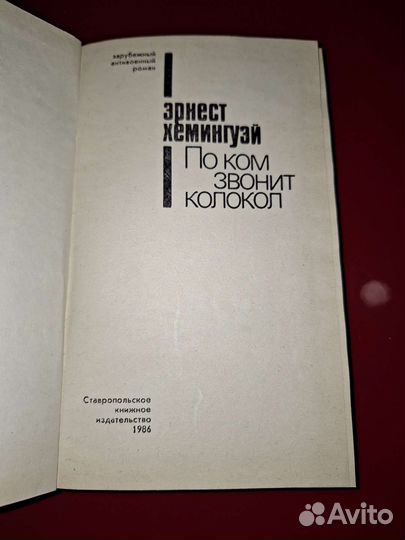 зарубежный
антивоенный
роман
эрнест
хемингуэй
По ком
звонит
колокол
Ставропольское
книжное
издательство
1986
Avito